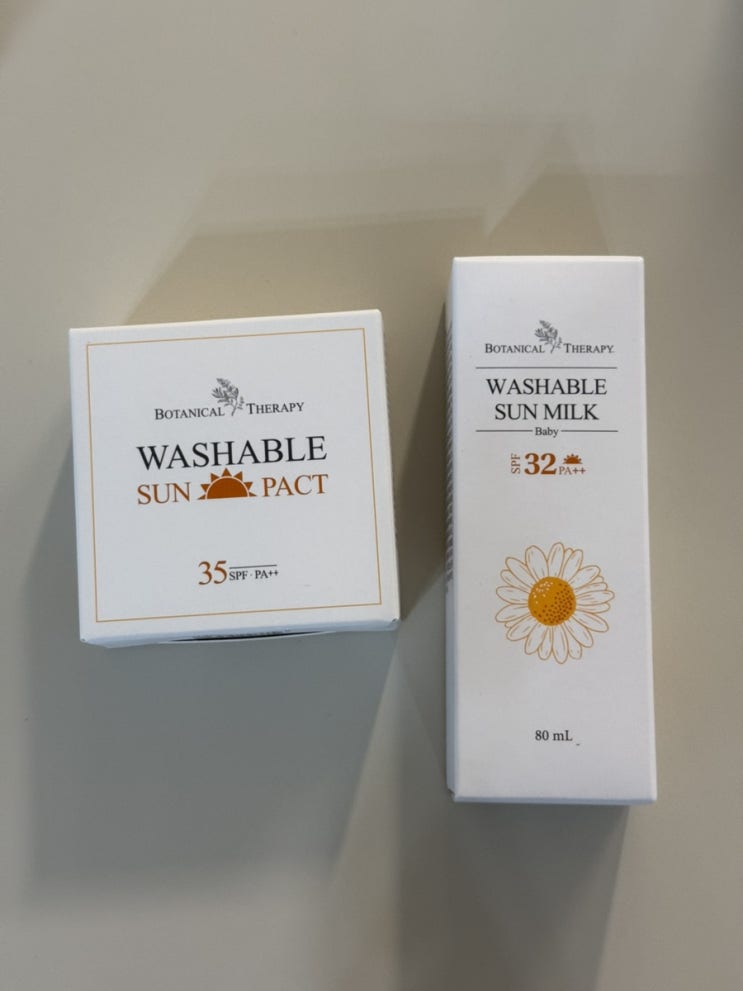 BOTANICAL THERAPY
WASHABLE
SUN PACT
35 SPF · PA++
BOTANICAL THERAPY
WASHABLE
SUN MILK
Baby
SPF 32 PA++
80 mL